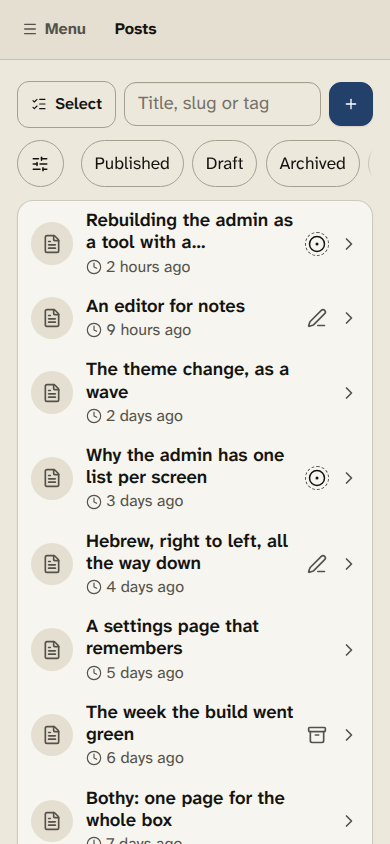 Menu
Posts
Select
Title, slug or tag
Published
Draft
Archived
Rebuilding the admin as
a tool with a...
2 hours ago
An editor for notes
9 hours ago
The theme change, as a
wave
2 days ago
Why the admin has one
list per screen
3 days ago
Hebrew, right to left, all
the way down
4 days ago
A settings page that
remembers
5 days ago
The week the build went
green
6 days ago
Bothy: one page for the
whole box
7 days ago